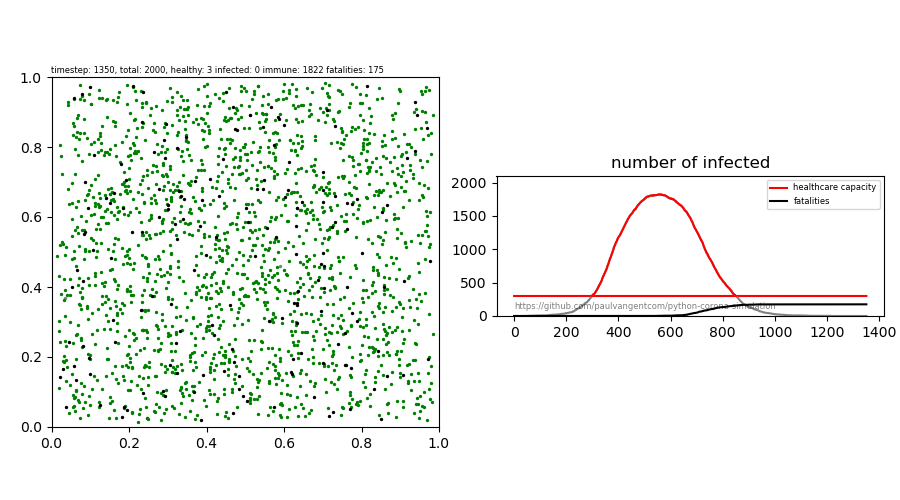 timestep: 1350, total: 2000, healthy: 3 infected: 0 immune: 1822 fatalities: 175
1.0
0.8
0.6
0.4
0.2
0.0
0.0 0.2 0.4 0.6 0.8 1.0
number of infected
2000
1500
1000
500
0
healthcare capacity
fatalities
https://github.com/paulvangentcom/python-corona-simulation
0 200 400 600 800 1000 1200 1400